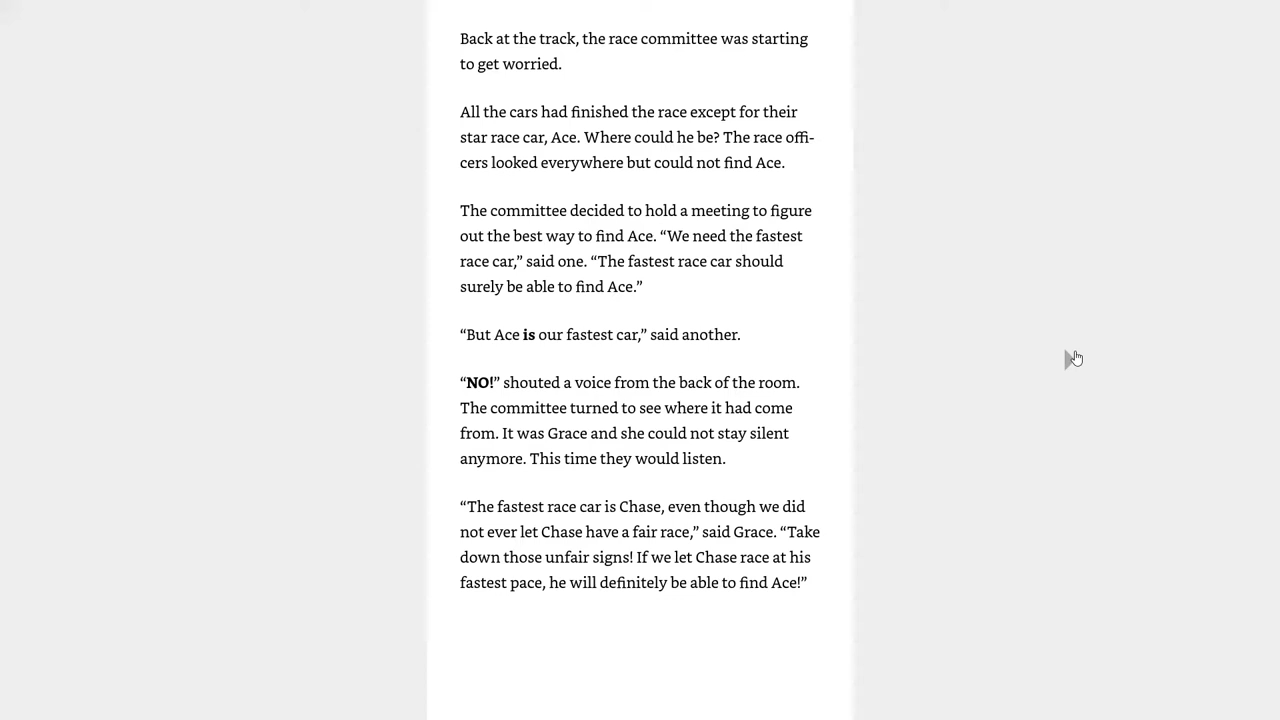 Back at the track, the race committee was starting
to get worried.
All the cars had finished the race except for their
star race car, Ace. Where could he be? The race offi-
cers looked everywhere but could not find Ace.
The committee decided to hold a meeting to figure
out the best way to find Ace. “We need the fastest
race car,” said one. “The fastest race car should
surely be able to find Ace.”
“But Ace is our fastest car,” said another.
“NO!” shouted a voice from the back of the room.
The committee turned to see where it had come
from. It was Grace and she could not stay silent
anymore. This time they would listen.
“The fastest race car is Chase, even though we did
not ever let Chase have a fair race,” said Grace. “Take
down those unfair signs! If we let Chase race at his
fastest pace, he will definitely be able to find Ace!”